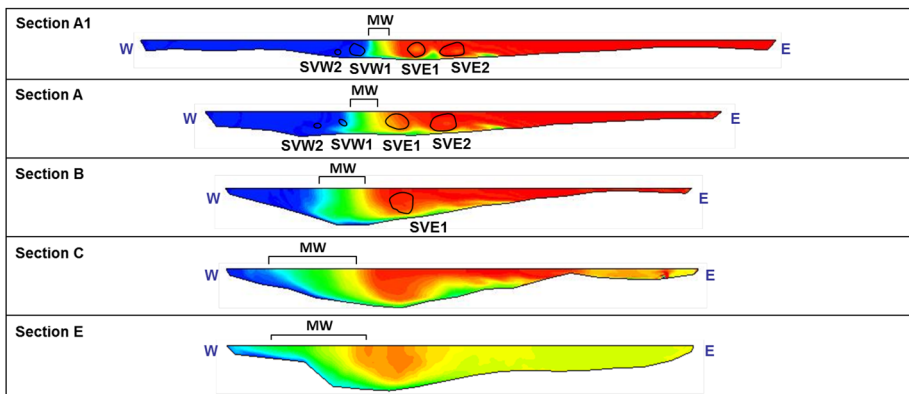 Section A1
MW
W
E
SVW2 SVW1 SVE1 SVE2
Section A
MW
W
E
SVW2 SVW1 SVE1 SVE2
Section B
MW
W
E
SVE1
Section C
MW
W
E
Section E
MW
W
E